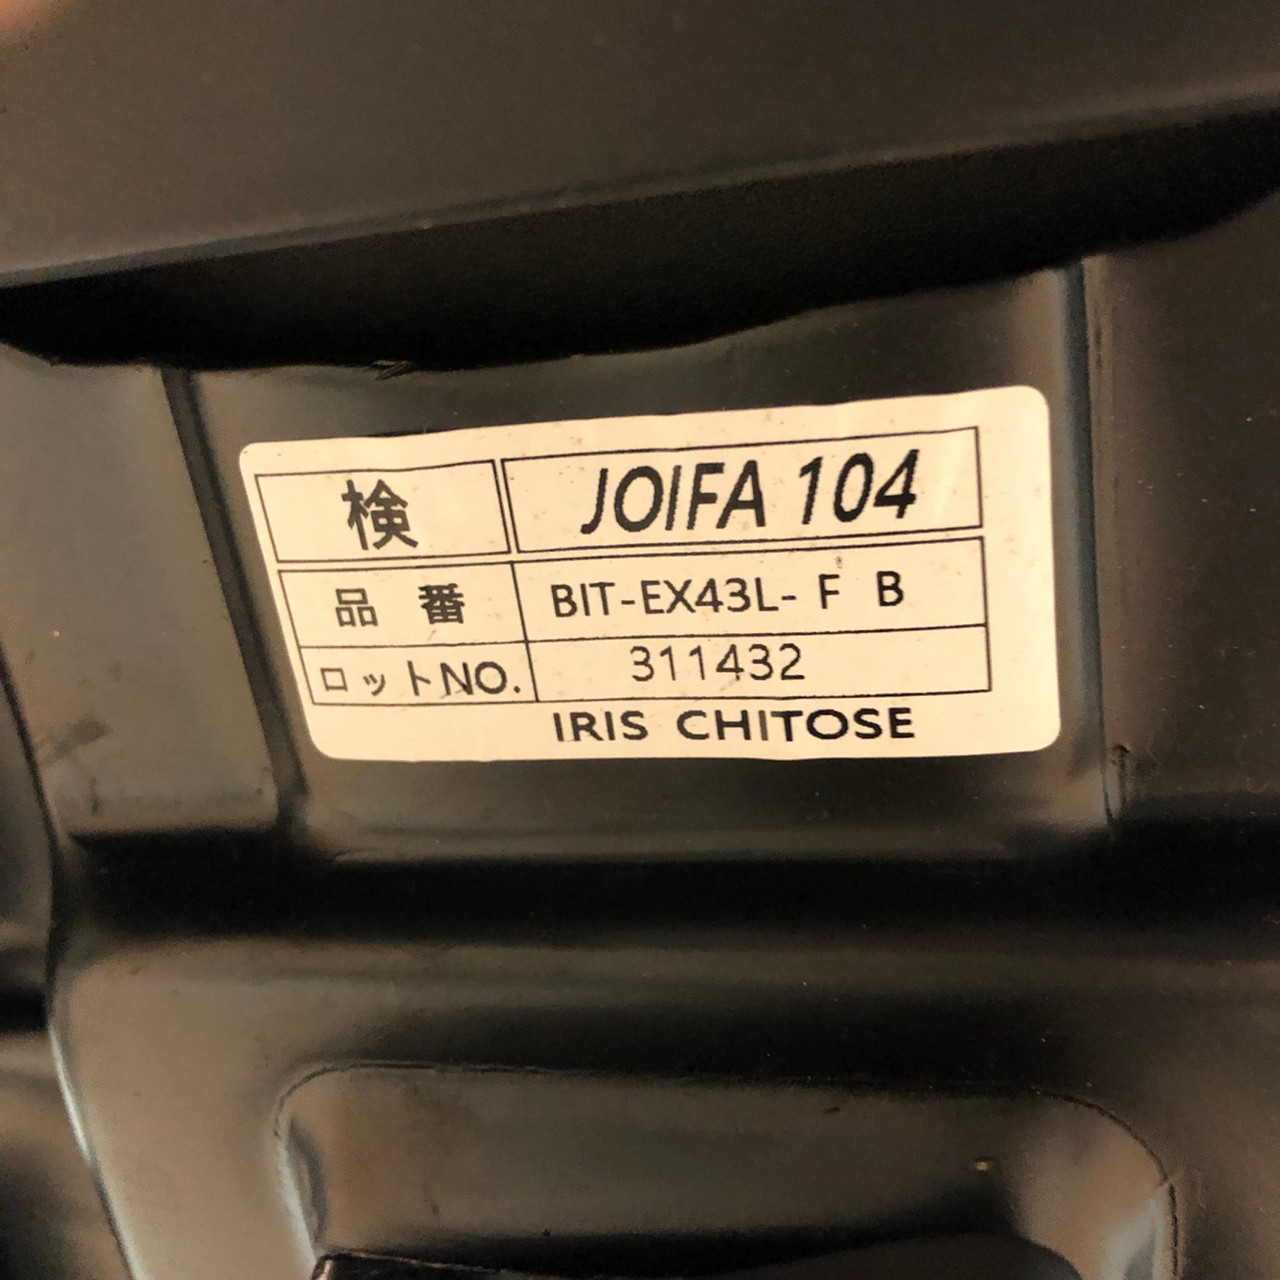 検 JOIFA 104
品 番 BIT-EX43L- F B
ロットNO. 311432
IRIS CHITOSE